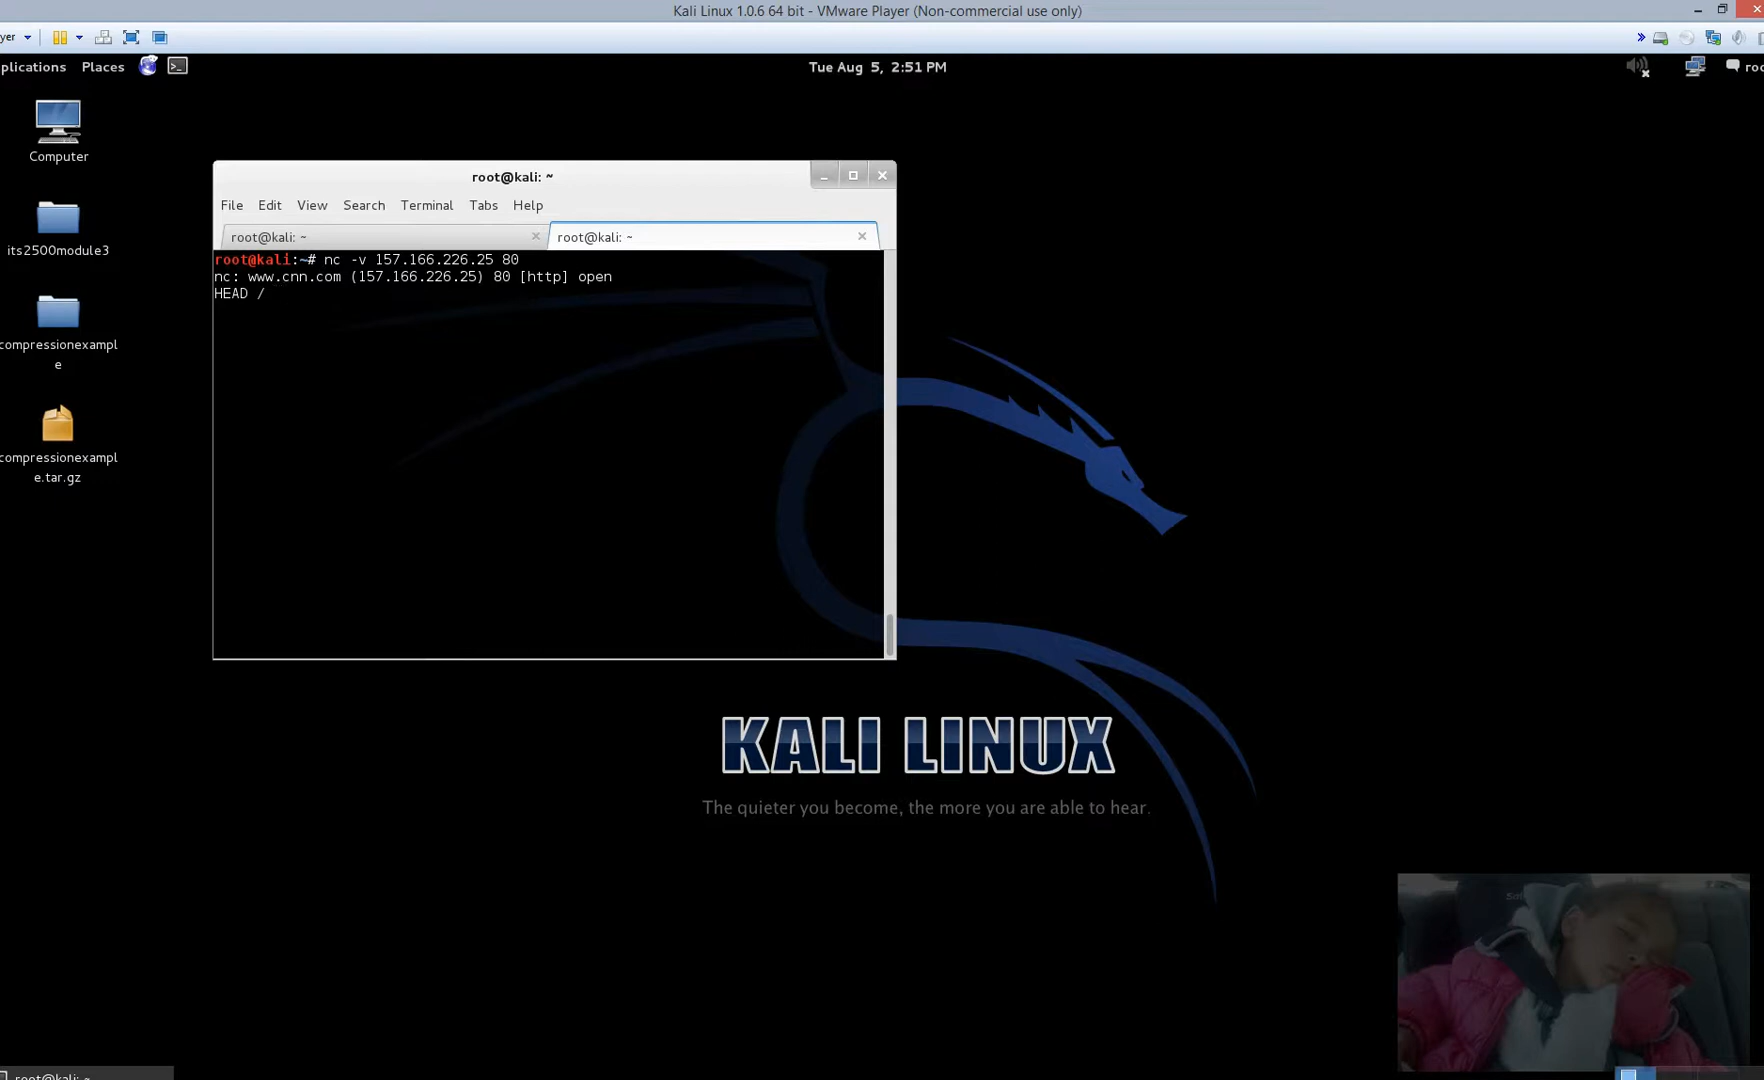 Kali Linux 1.0.6 64 bit - VMware Player (Non-commercial use only)
yer
plications Places
Tue Aug 5, 2:51 PM
roo
Computer
its2500module3
compressionexampl
e
compressionexampl
e.tar.gz
root@kali: ~
File Edit View Search Terminal Tabs Help
root@kali: ~
root@kali: ~
root@kali:~# nc -v 157.166.226.25 80
nc: www.cnn.com (157.166.226.25) 80 [http] open
HEAD /
KALI LINUX
The quieter you become, the more you are able to hear.
root@kali: ~